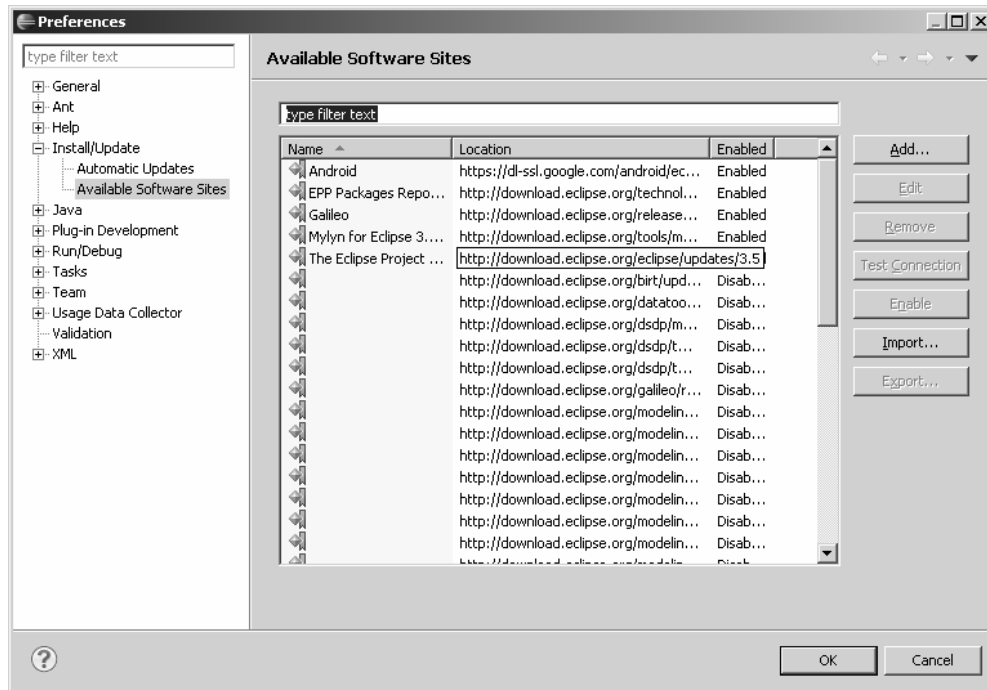 Preferences
type filter text
General
Ant
Help
Install/Update
Automatic Updates
Available Software Sites
Java
Plug-in Development
Run/Debug
Tasks
Team
Usage Data Collector
Validation
XML
Available Software Sites
type filter text
Name Location Enabled
Android https://dl-ssl.google.com/android/ec... Enabled
EPP Packages Repo... http://download.eclipse.org/technol... Enabled
Galileo http://download.eclipse.org/release... Enabled
Mylyn for Eclipse 3.... http://download.eclipse.org/tools/m... Enabled
The Eclipse Project ... http://download.eclipse.org/eclipse/updates/3.5
http://download.eclipse.org/birt/upd... Disab...
http://download.eclipse.org/datatoo... Disab...
http://download.eclipse.org/dsdp/m... Disab...
http://download.eclipse.org/dsdp/t... Disab...
http://download.eclipse.org/dsdp/t... Disab...
http://download.eclipse.org/galileo/r... Disab...
http://download.eclipse.org/modelin... Disab...
http://download.eclipse.org/modelin... Disab...
http://download.eclipse.org/modelin... Disab...
http://download.eclipse.org/modelin... Disab...
http://download.eclipse.org/modelin... Disab...
http://download.eclipse.org/modelin... Disab...
http://download.eclipse.org/modelin... Disab...
Add...
Edit
Remove
Test Connection
Enable
Import...
Export...
?
OK
Cancel